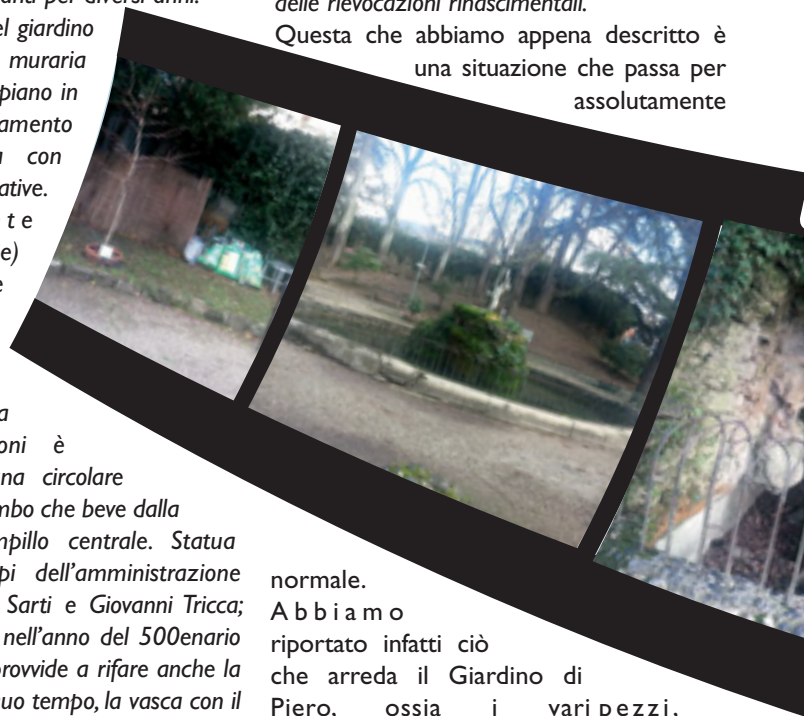 anti per diversi anni.
el giardino
muraria
piano in
amento
con
ative.
t e
e)
e
a
oni è
na circolare
mbo che beve dalla
mpillo centrale. Statua
pi dell'amministrazione
Sarti e Giovanni Tricca;
nell'anno del 500enario
provvide a rifare anche la
uo tempo, la vasca con il
delle rievocazioni rinascimentali.
Questa che abbiamo appena descritto è
una situazione che passa per
assolutamente
normale.
A b b i a m o
riportato infatti ciò
che arreda il Giardino di
Piero, ossia i vari pezzi,